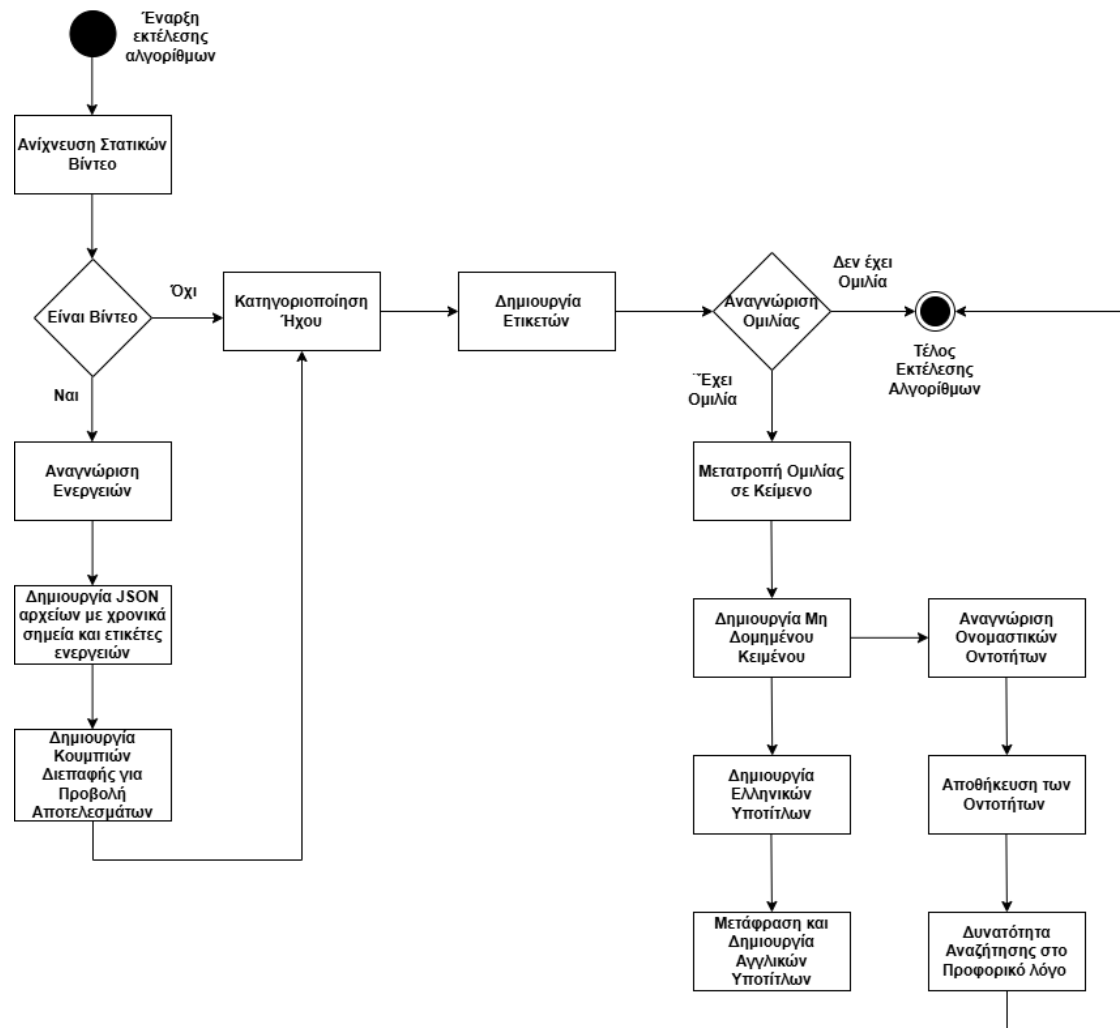 Έναρξη
εκτέλεσης
αλγορίθμων
Ανίχνευση Στατικών
Βίντεο
Είναι Βίντεο
Όχι
Ναι
Κατηγοριοποίηση
Ήχου
Δημιουργία
Ετικετών
Αναγνώριση
Ομιλίας
Δεν έχει
Ομιλία
Τέλος
Εκτέλεσης
Αλγορίθμων
¨Έχει
Ομιλία
Αναγνώριση
Ενεργειών
Δημιουργία JSON
αρχείων με χρονικά
σημεία και ετικέτες
ενεργειών
Δημιουργία
Κουμπιών
Διεπαφής για
Προβολή
Αποτελεσμάτων
Μετατροπή Ομιλίας
σε Κείμενο
Δημιουργία Μη
Δομημένου
Κειμένου
Αναγνώριση
Ονομαστικών
Οντοτήτων
Δημιουργία
Ελληνικών
Υποτίτλων
Αποθήκευση των
Οντοτήτων
Μετάφραση και
Δημιουργία
Αγγλικών
Υποτίτλων
Δυνατότητα
Αναζήτησης στο
Προφορικό λόγο